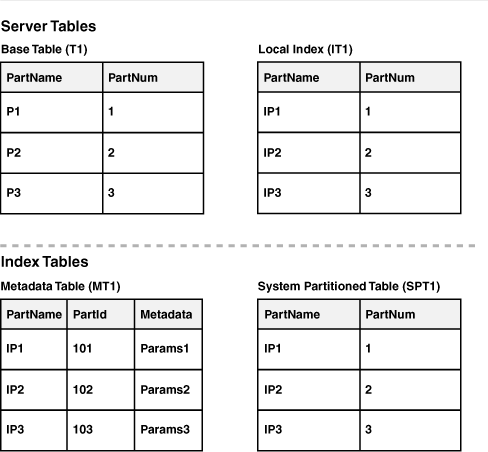 Server Tables
Base Table (T1)
PartName PartNum
P1 1
P2 2
P3 3
Local Index (IT1)
PartName PartNum
IP1 1
IP2 2
IP3 3
Index Tables
Metadata Table (MT1)
PartName PartId Metadata
IP1 101 Params1
IP2 102 Params2
IP3 103 Params3
System Partitioned Table (SPT1)
PartName PartNum
IP1 1
IP2 2
IP3 3